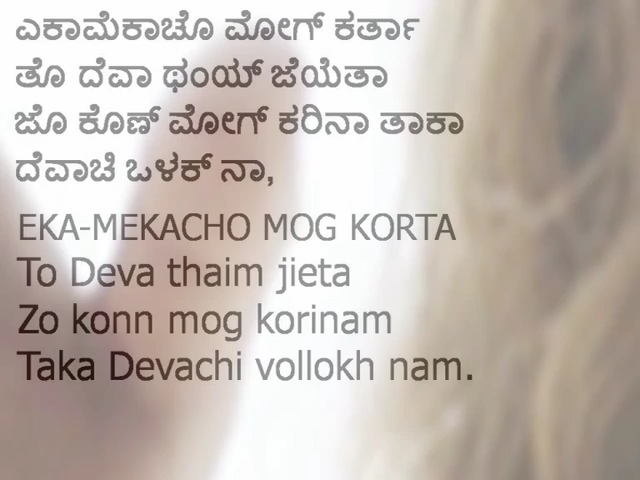 ಎಕಾಮೆಕಾಚೊ ಮೋಗ್ ಕರ್ತಾ
ತೊ ದೆವಾ ಥಂಯ್ ಜೆಯೆತಾ
ಜೊ ಕೊಣ್ ಮೋಗ್ ಕರಿನಾ ತಾಕಾ
ದೆವಾಚಿ ಒಳಕ್ ನಾ,
EKA-MEKACHO MOG KORTA
To Deva thaim jieta
Zo konn mog korinam
Taka Devachi vollokh nam.